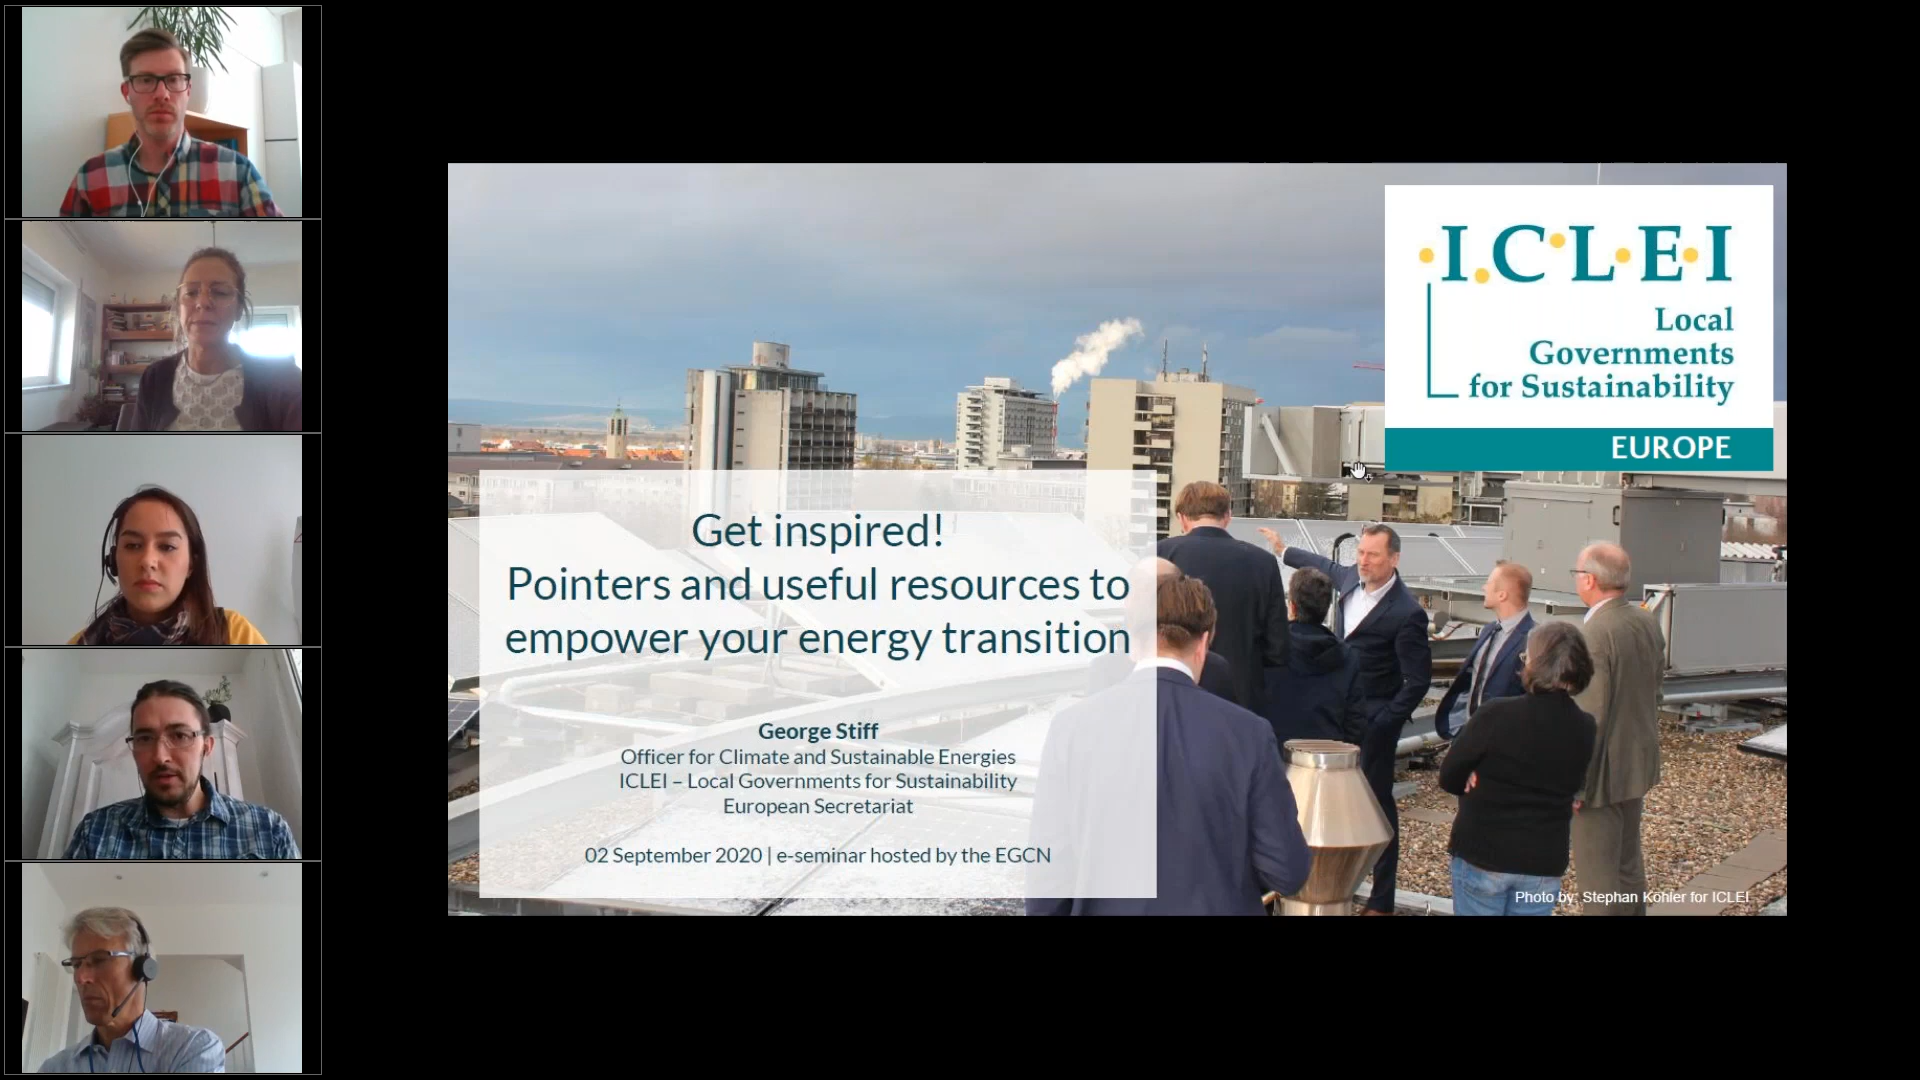 I.C.L.E.I
Local
Governments
for Sustainability
EUROPE
Get inspired!
Pointers and useful resources to
empower your energy transition
George Stiff
Officer for Climate and Sustainable Energies
ICLEI – Local Governments for Sustainability
European Secretariat
02 September 2020 | e-seminar hosted by the EGCN
Photo by: Stephan Köhler for ICLEI